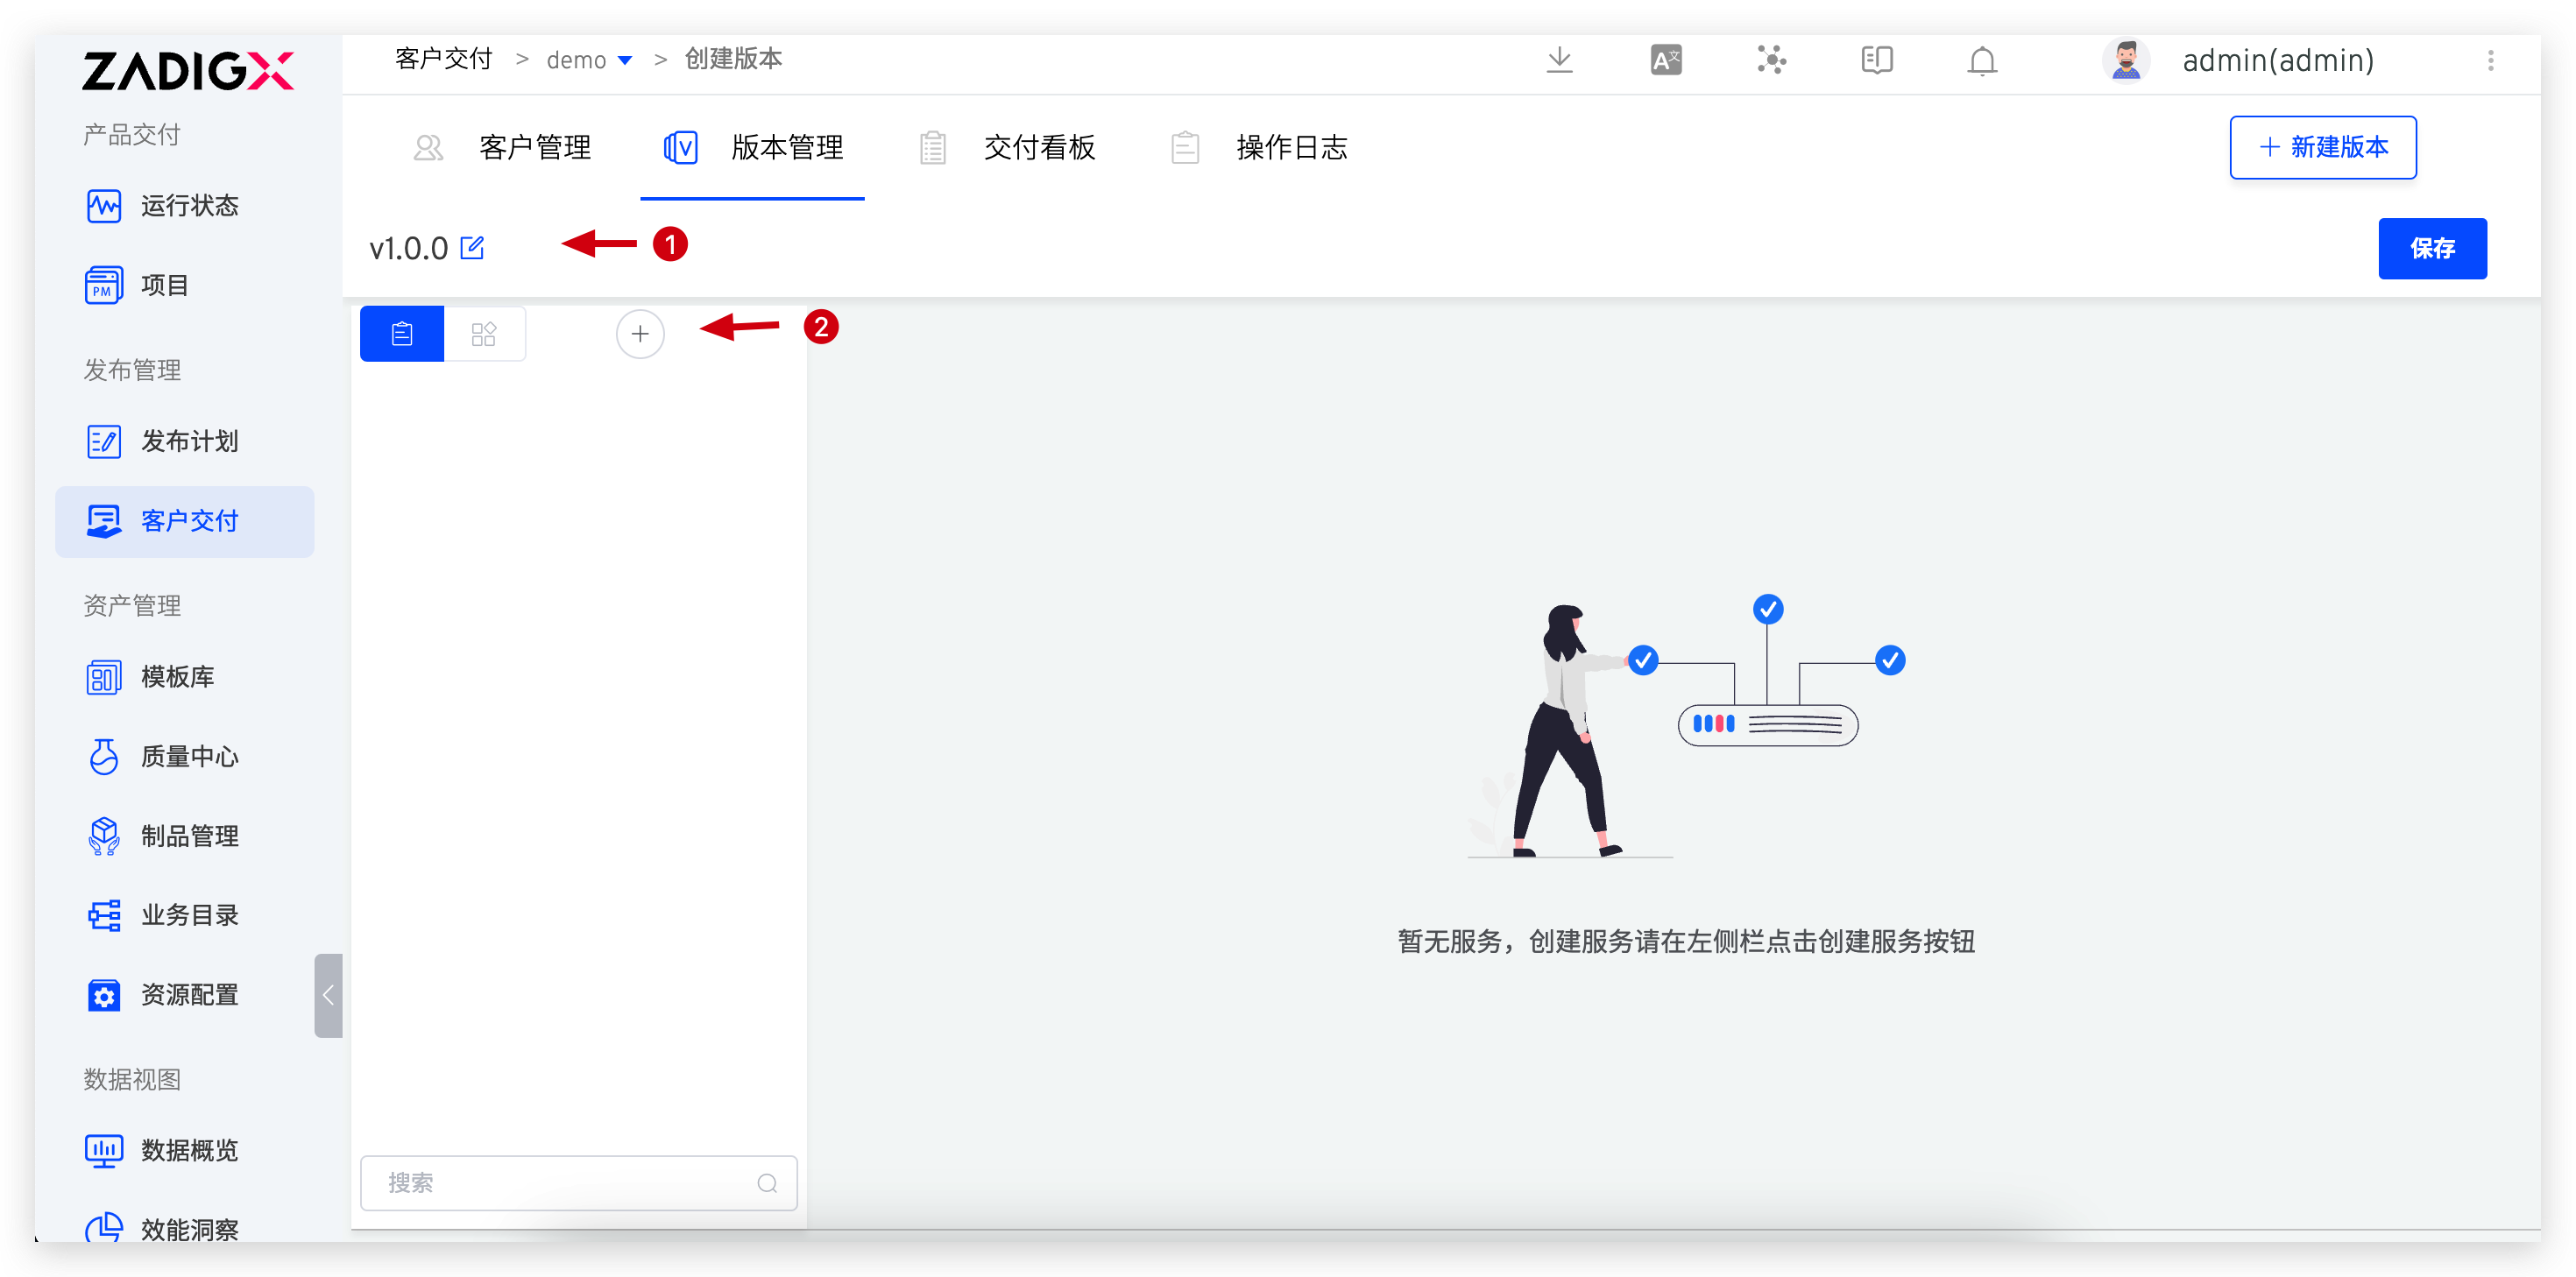 ZADIGX
产品交付
运行状态
PM 项目
发布管理
发布计划
客户交付
资产管理
模板库
质量中心
制品管理
业务目录
资源配置
数据视图
数据概览
效能洞察
客户交付 > demo > 创建版本
A文
admin(admin)
客户管理 V 版本管理 交付看板 操作日志
+ 新建版本
v1.0.0 1
保存
+ 2
暂无服务，创建服务请在左侧栏点击创建服务按钮
搜索